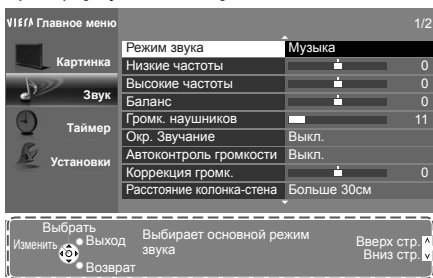 VIErA Главное меню 1/2
Картинка
Звук
Таймер
Установки
Режим звука Музыка
Низкие частоты 0
Высокие частоты 0
Баланс 0
Громк. наушников 11
Окр. Звучание Выкл.
Автоконтроль громкости Выкл.
Коррекция громк. 0
Расстояние колонка-стена Больше 30см
Выбрать
Изменить
Выход
Возврат
Выбирает основной режим
звука
Вверх стр.
Вниз стр.